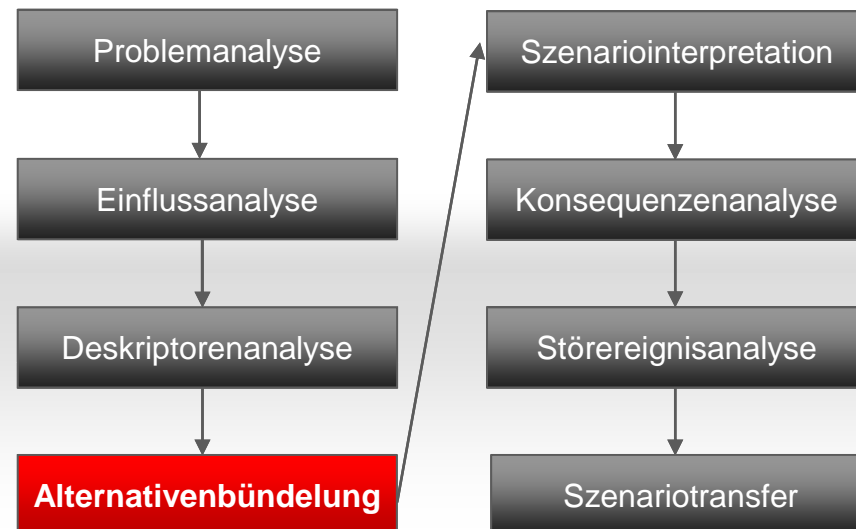 Problemanalyse
Einflussanalyse
Deskriptorenanalyse
Alternativenbündelung
Szenariointerpretation
Konsequenzenanalyse
Störereignisanalyse
Szenariotransfer